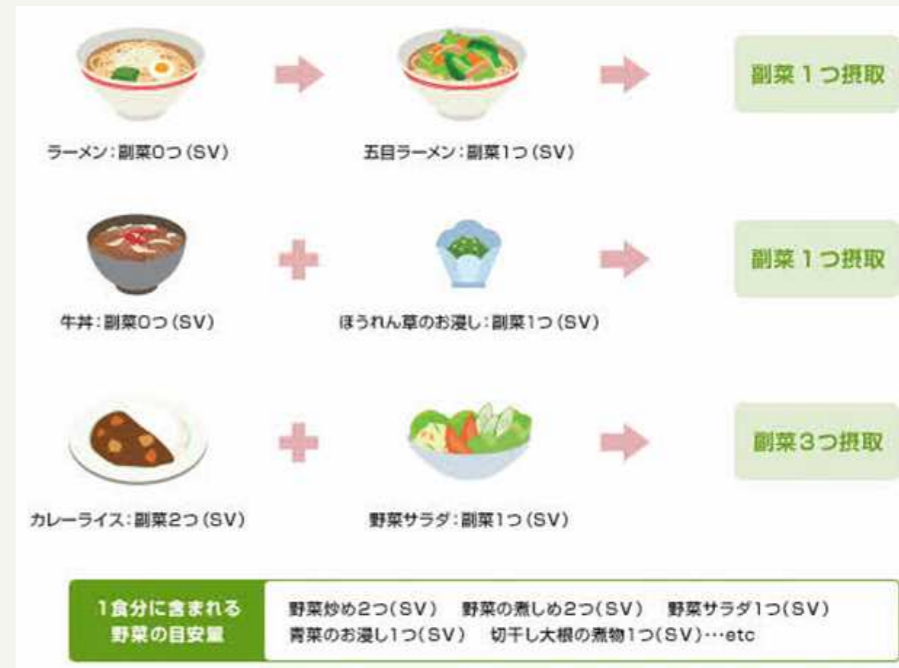 副菜1つ摂取
ラーメン:副菜0つ(SV)
五目ラーメン:副菜1つ(SV)
副菜1つ摂取
牛丼:副菜0つ(SV)
ほうれん草のお浸し:副菜1つ(SV)
副菜3つ摂取
カレーライス:副菜2つ(SV)
野菜サラダ:副菜1つ(SV)
1食分に含まれる
野菜の目安量
野菜炒め2つ(SV) 野菜の煮しめ2つ(SV) 野菜サラダ1つ(SV)
青菜のお浸し1つ(SV) 切干し大根の煮物1つ(SV)…etc